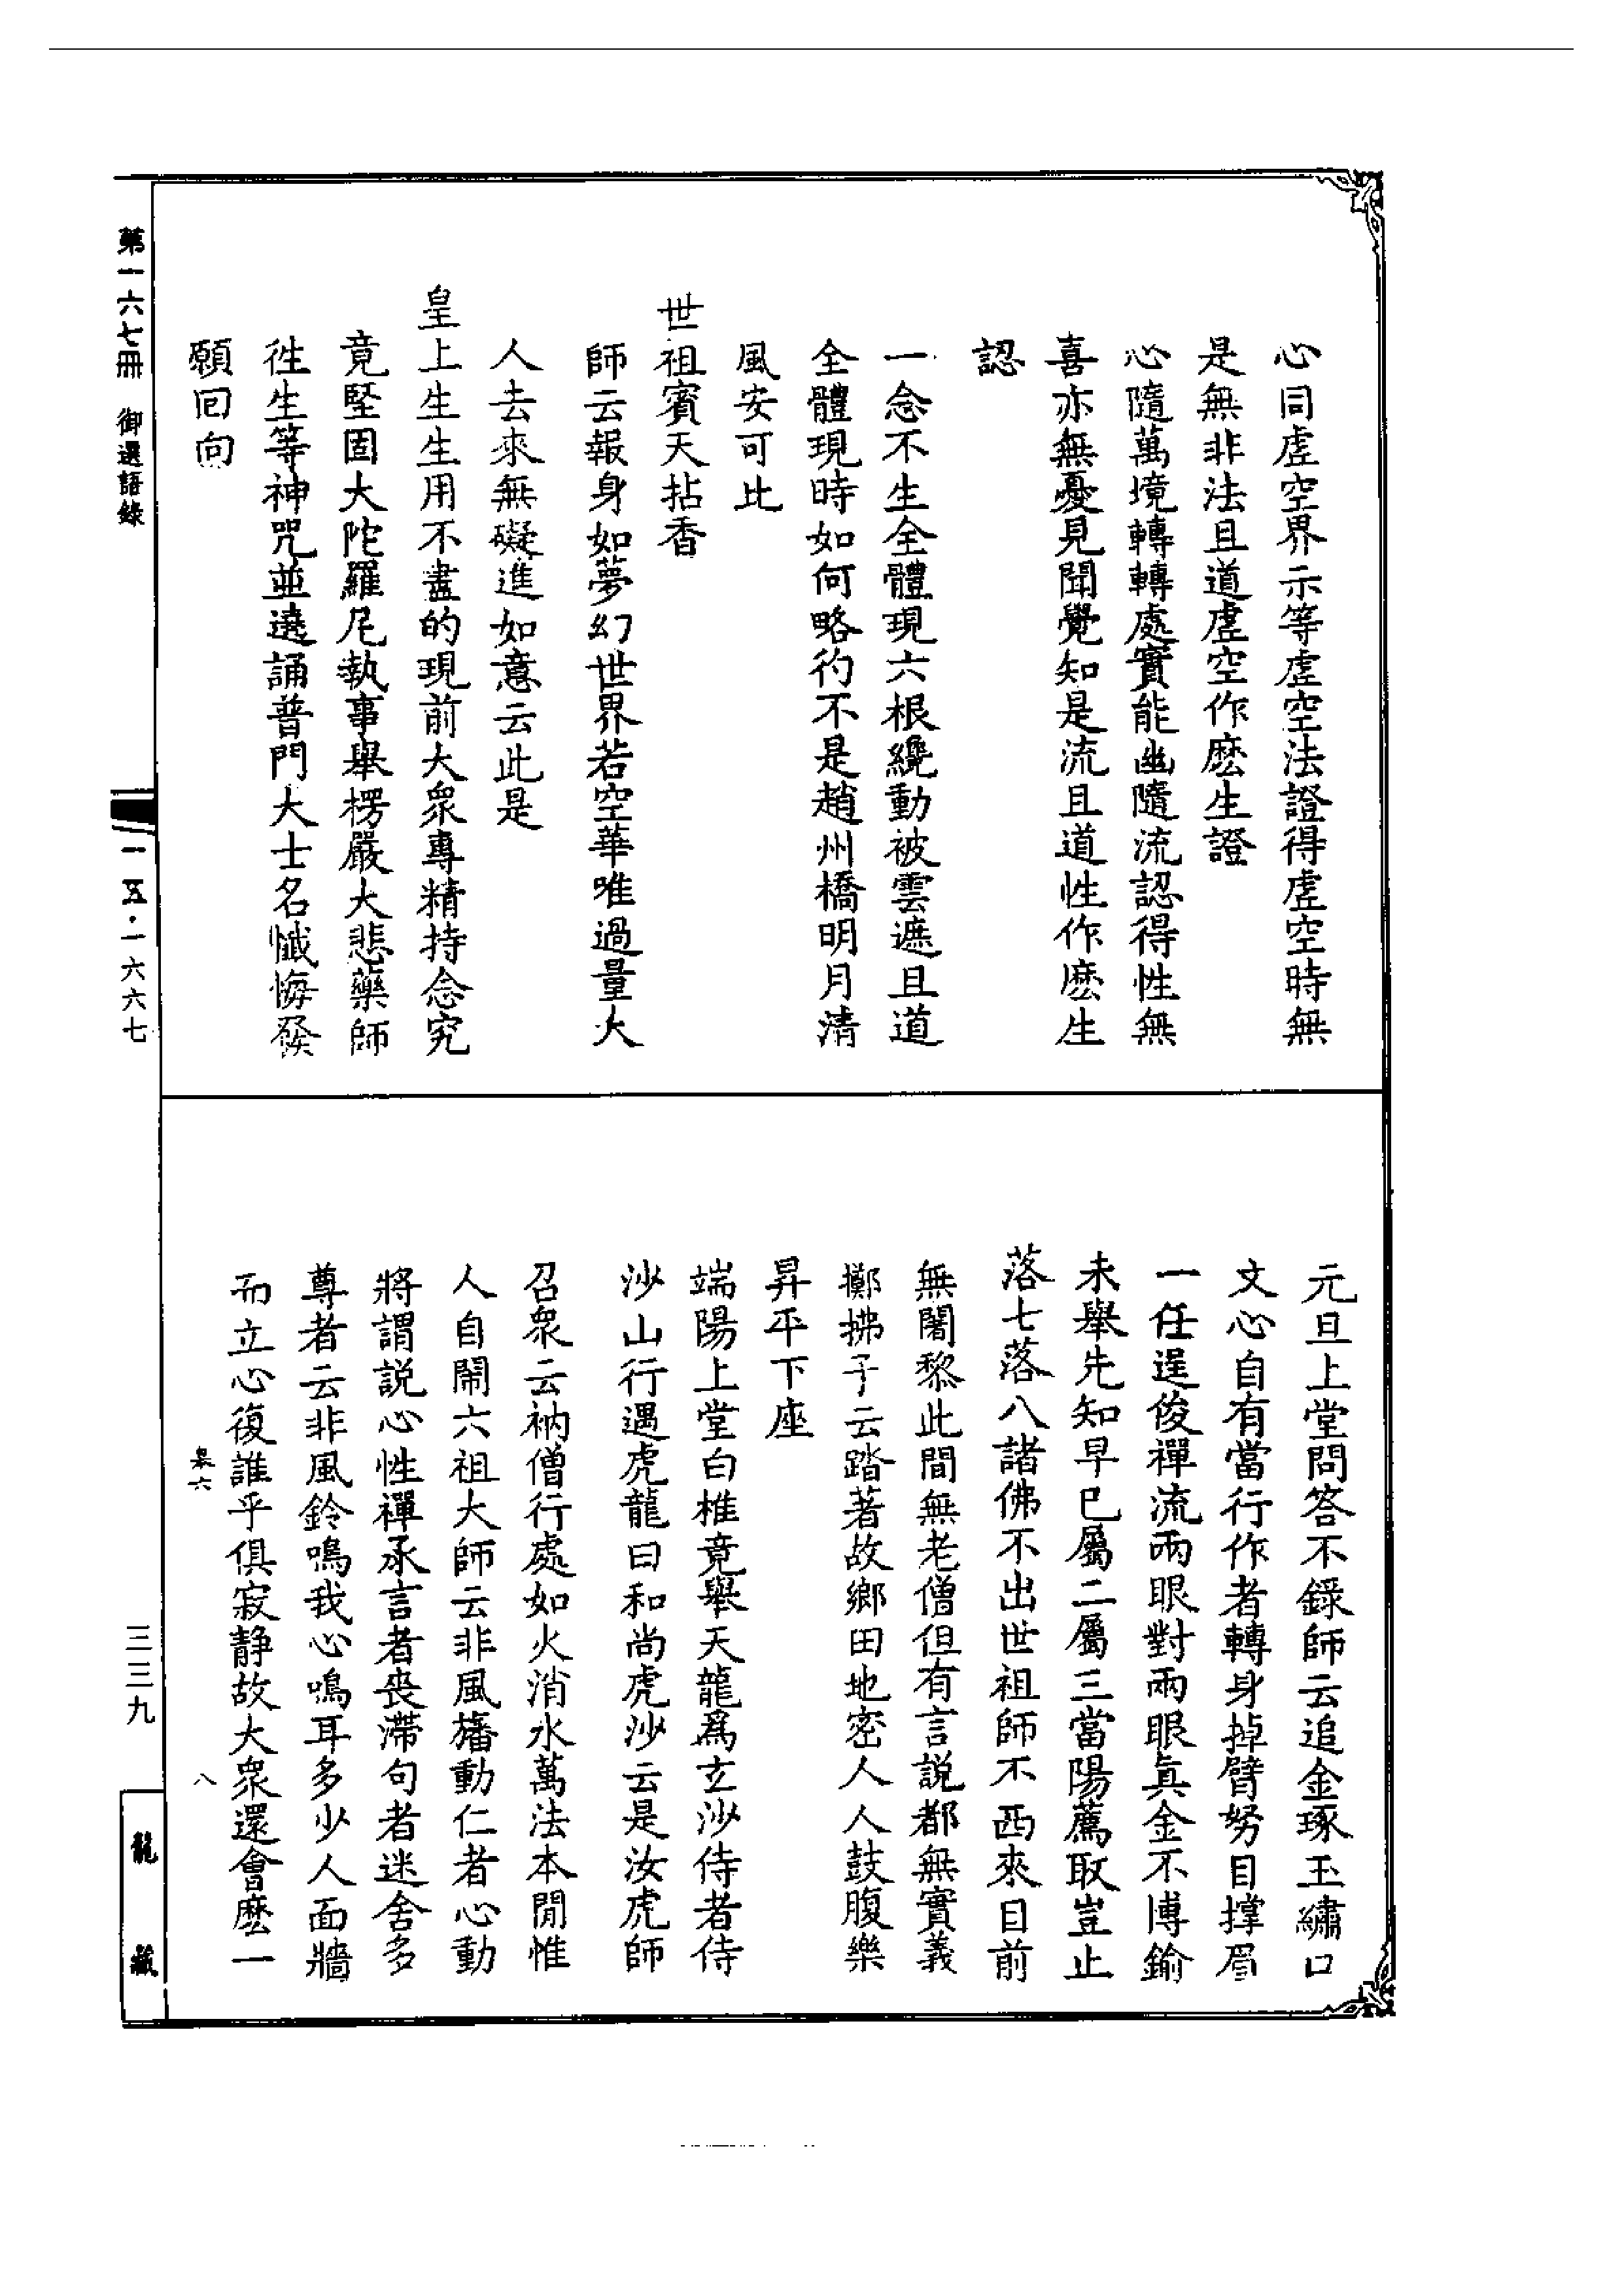 心同虛空界示等虛空法證得虛空時無
是無非法且道虛空作麽生證
心隨萬境轉轉處實能幽隨流認得性無
喜亦無憂見聞覺知是流且道性作麽生
認
一念不生全體現六根纔動被雲遮且道
全體現時如何略彴不是趙州橋明月清
風安可比
世祖賓天拈香
師云報身如夢幻世界若空華唯過量大
人去來無礙進如意云此是
皇上生生用不盡的現前大衆專精持念究
竟堅固大陀羅尼執事舉楞嚴大悲藥師
徃生等神咒並遶誦普門大士名懺悔發
願回向
元旦上堂問答不錄師云追金琢玉繡口
文心自有當行作者轉身掉臂努目撑眉
一任逞俊禪流兩眼對兩眼眞金不博鍮
未舉先知早已屬二屬三當陽薦取豈止
落七落八諸佛不出世祖師不西來目前
無闍黎此間無老僧但有言說都無實義
擲拂子云踏著故鄉田地密人人鼓腹樂
昇平下座
端陽上堂白椎竟舉天龍爲玄沙侍者侍
沙山行遇虎龍曰和尚虎沙云是汝虎師
召衆云衲僧行處如火消冰萬法本閒惟
人自鬧六祖大師云非風旛動仁者心動
將謂説心性禪承言者喪滯句者迷舍多
尊者云非風鈴鳴我心鳴耳多少人面牆
而立心復誰乎俱寂静故大衆還會麽一
第一六七冊 御選語錄
一五·一六六七
三三九
龍藏
六
八